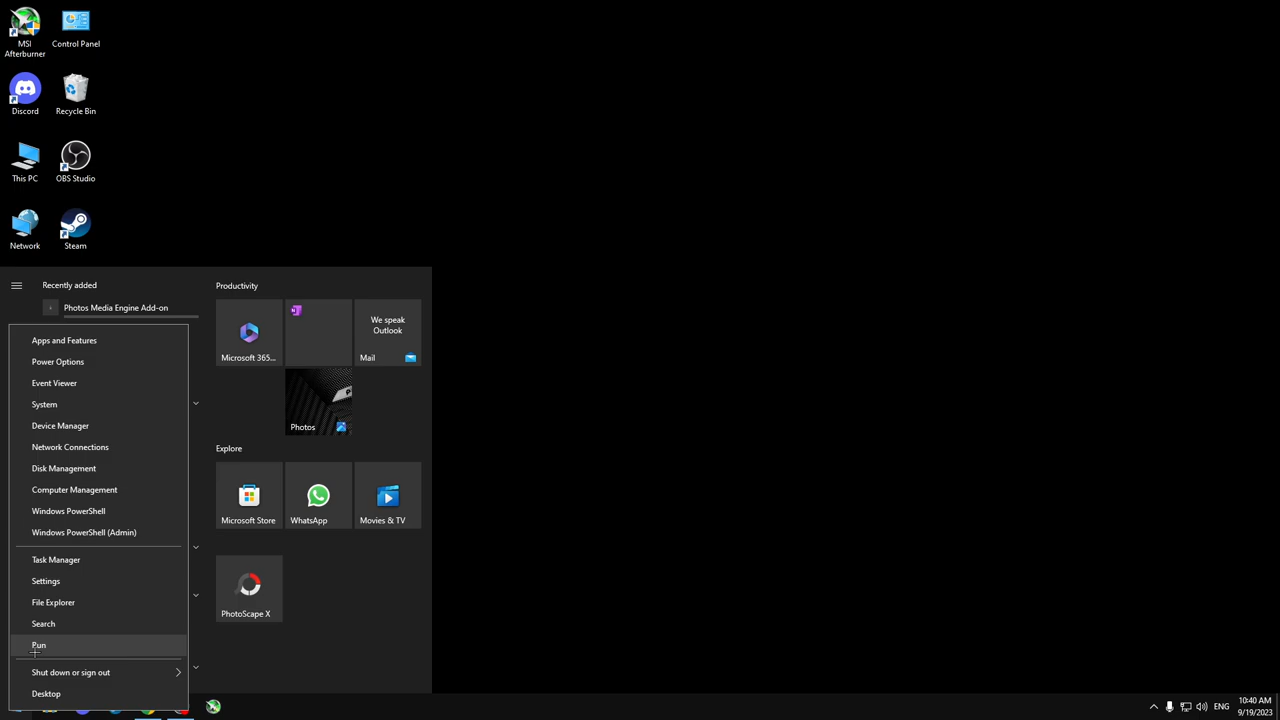 MSI
Afterburner
Control Panel
Discord
Recycle Bin
This PC
OBS Studio
Network
Steam
Recently added
Photos Media Engine Add-on
Productivity
Microsoft 365...
We speak
Outlook
Mail
Photos
Explore
Microsoft Store
WhatsApp
Movies & TV
PhotoScape X
Apps and Features
Power Options
Event Viewer
System
Device Manager
Network Connections
Disk Management
Computer Management
Windows PowerShell
Windows PowerShell (Admin)
Task Manager
Settings
File Explorer
Search
Run
Shut down or sign out
Desktop
ENG
10:40 AM
9/19/2023